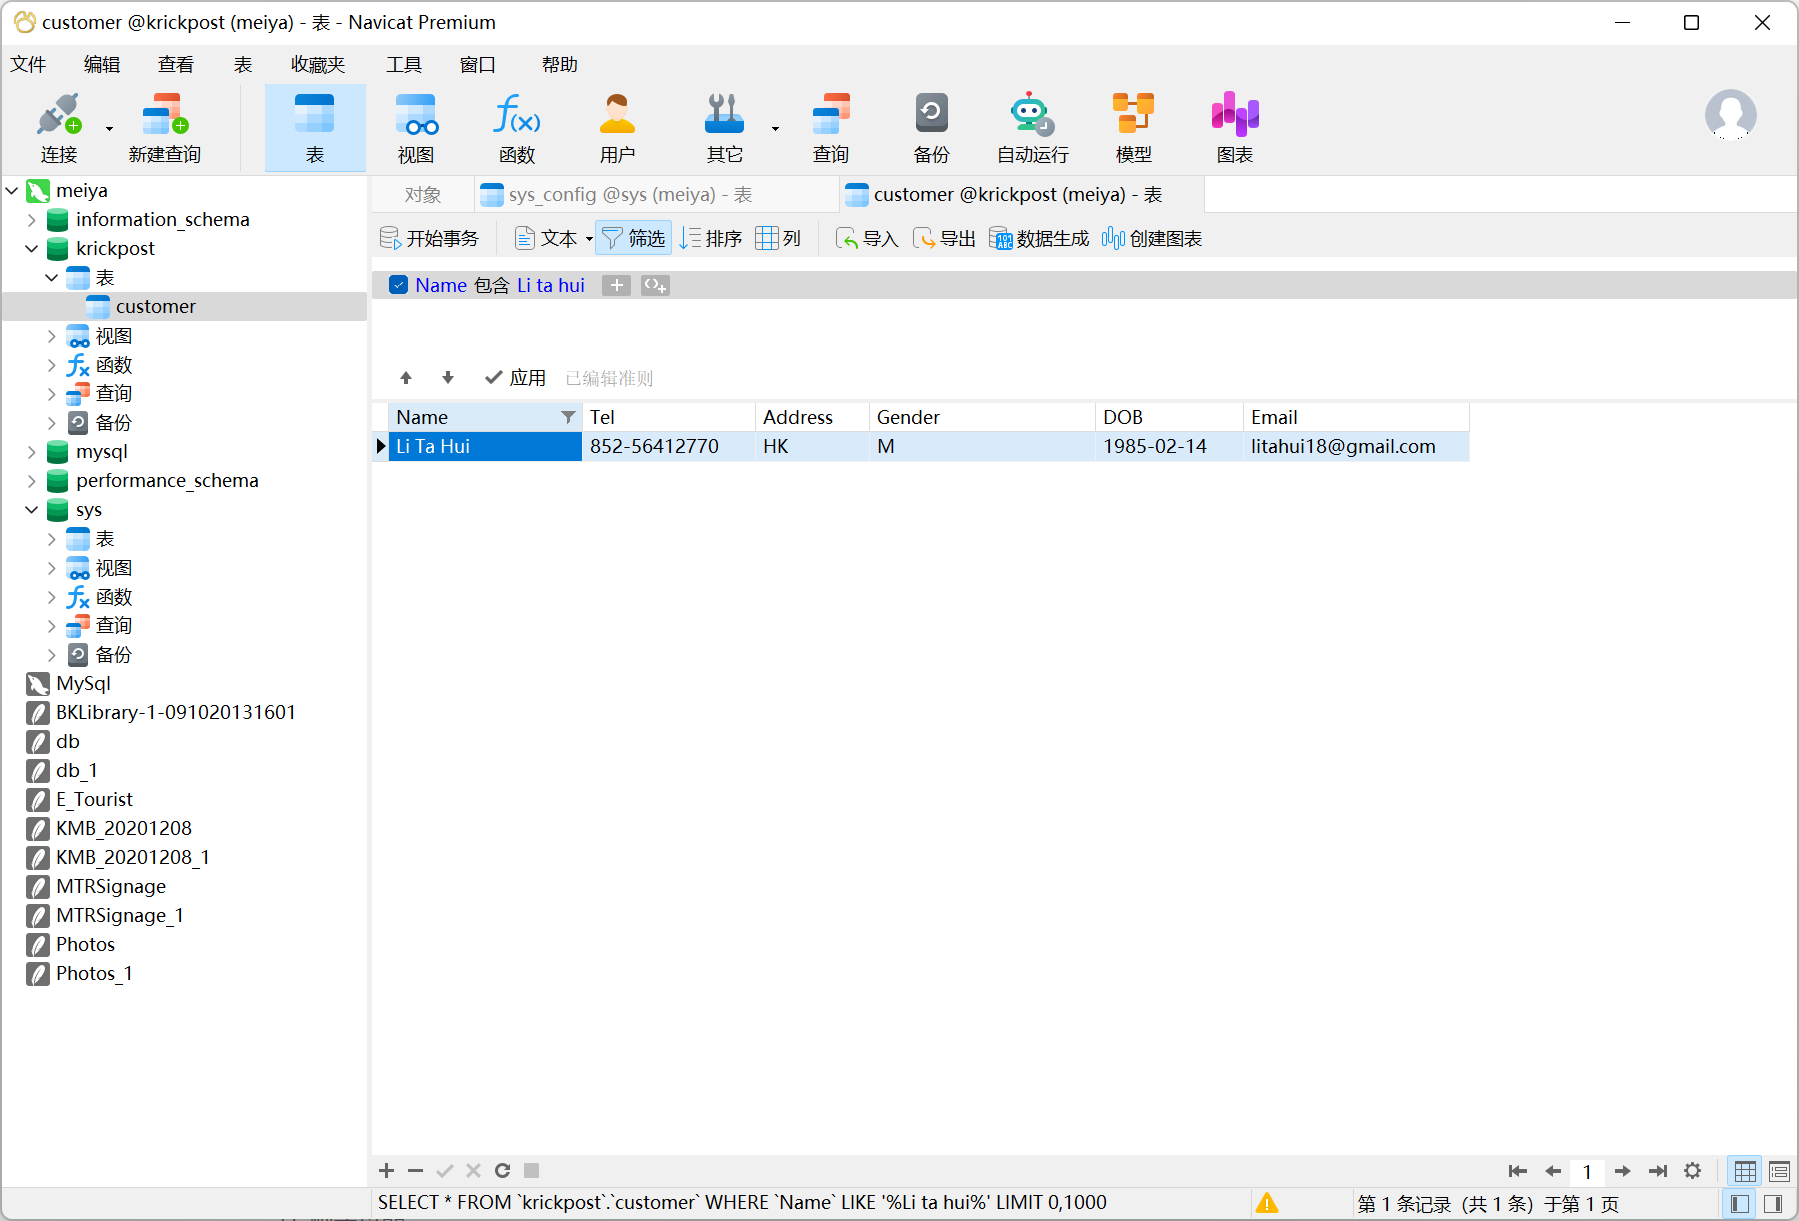 customer @krickpost (meiya) - 表 - Navicat Premium
文件 编辑 查看 表 收藏夹 工具 窗口 帮助
连接 新建查询 表 视图 函数 用户 其它 查询 备份 自动运行 模型 图表
对象 sys_config @sys (meiya) - 表 customer @krickpost (meiya) - 表
开始事务 文本 筛选 排序 列 导入 导出 数据生成 创建图表
Name 包含 Li ta hui
应用 已编辑准则
Name Tel Address Gender DOB Email
Li Ta Hui 852-56412770 HK M 1985-02-14 litahui18@gmail.com
meiya
information_schema
krickpost
表
customer
视图
函数
查询
备份
mysql
performance_schema
sys
表
视图
函数
查询
备份
MySql
BKLibrary-1-091020131601
db
db_1
E_Tourist
KMB_20201208
KMB_20201208_1
MTRSignage
MTRSignage_1
Photos
Photos_1
1
SELECT * FROM `krickpost`.`customer` WHERE `Name` LIKE '%Li ta hui%' LIMIT 0,1000
第 1 条记录 (共 1 条) 于第 1 页